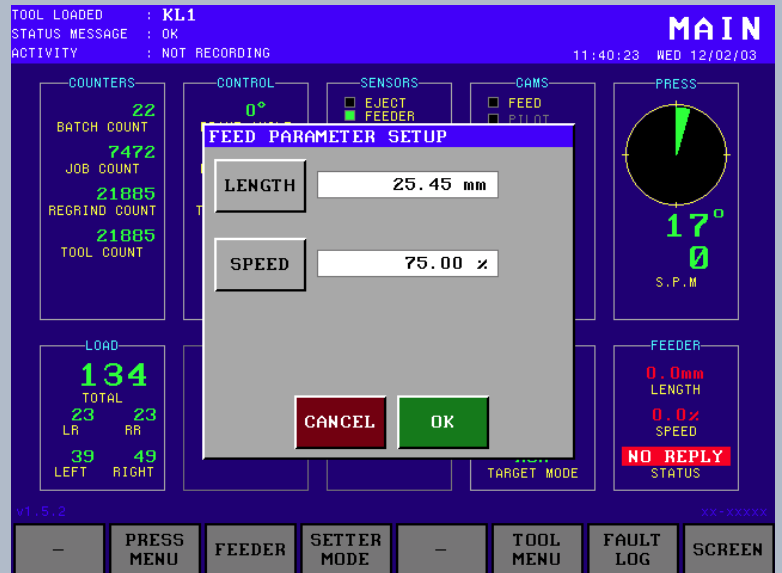 TOOL LOADED : KL1
STATUS MESSAGE : OK
ACTIVITY : NOT RECORDING
MAIN
11:40:23 WED 12/02/03
COUNTERS
22
BATCH COUNT
7472
JOB COUNT
21885
REGRIND COUNT
21885
TOOL COUNT
CONTROL
0°
SENSORS
EJECT
FEEDER
CAMS
FEED
PILOT
PRESS
17°
0
S.P.M
FEED PARAMETER SETUP
LENGTH 25.45 mm
SPEED 75.00 %
CANCEL OK
LOAD
134
TOTAL
23 23
LR RR
39 49
LEFT RIGHT
TARGET MODE
FEEDER
0.0mm
LENGTH
0.0%
SPEED
NO REPLY
STATUS
v1.5.2 xx-xxxxx
- PRESS MENU FEEDER SETTER MODE - TOOL MENU FAULT LOG SCREEN